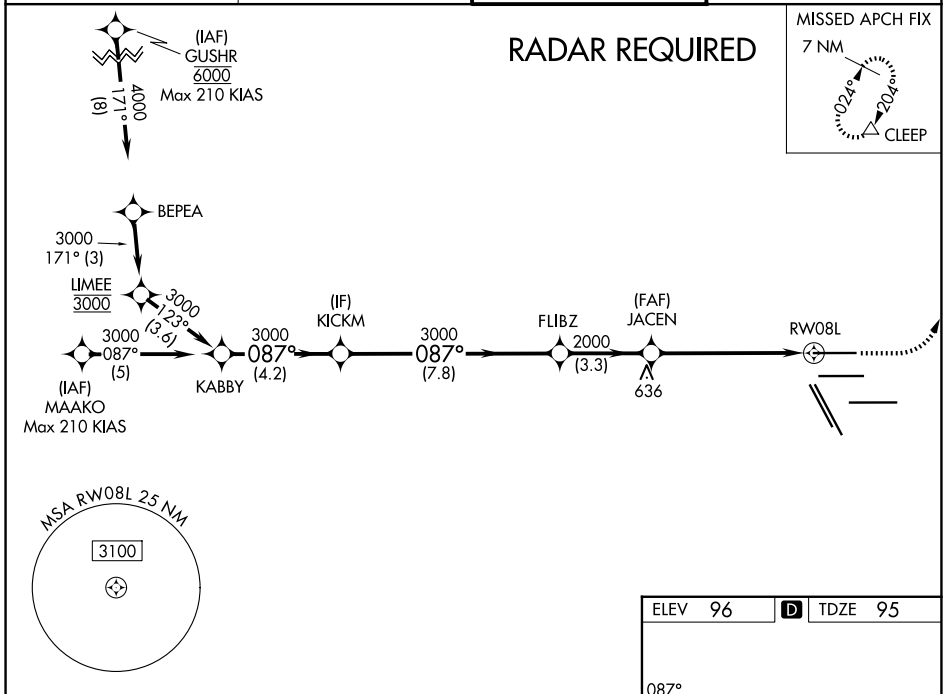 (IAF)
GUSHR
6000
Max 210 KIAS
4000
171°
(8)
RADAR REQUIRED
MISSED APCH FIX
7 NM
024°
204°
CLEEP
BEPEA
3000
171° (3)
LIMEE
3000
3000
123°
(3.6)
3000
087°
(5)
(IAF)
MAAKO
Max 210 KIAS
KABBY
3000
087°
(4.2)
(IF)
KICKM
3000
087°
(7.8)
FLIBZ
2000
(3.3)
(FAF)
JACEN
636
RW08L
MSA RW08L 25 NM
3100
ELEV 96 D TDZE 95
087°